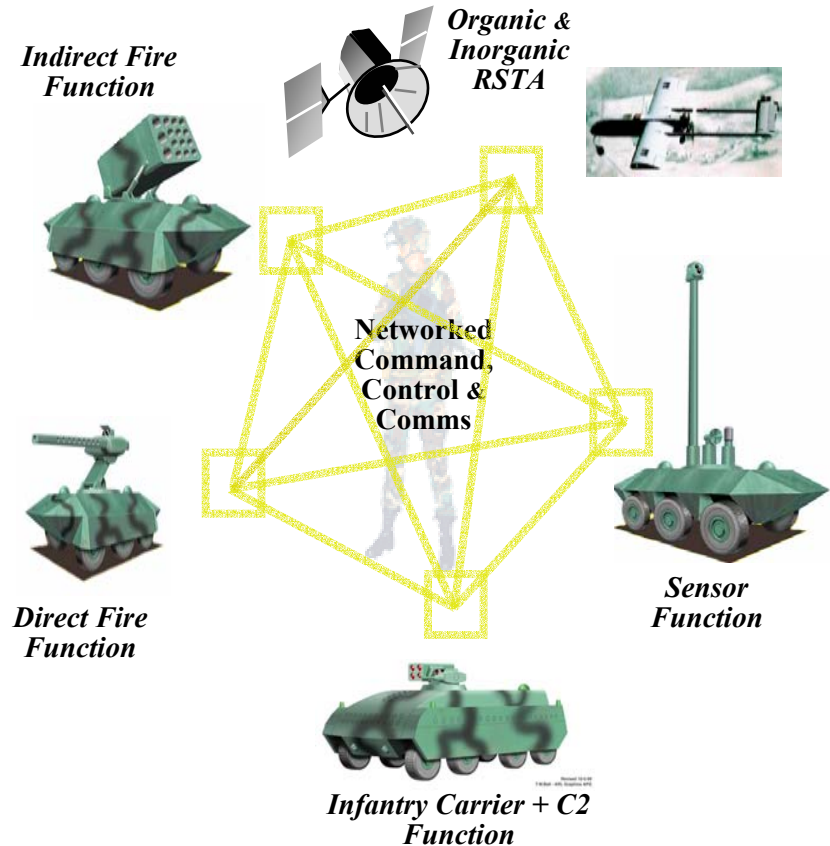 Organic &
Inorganic
RSTA
Indirect Fire
Function
Networked
Command,
Control &
Comms
Direct Fire
Function
Sensor
Function
Infantry Carrier + C2
Function